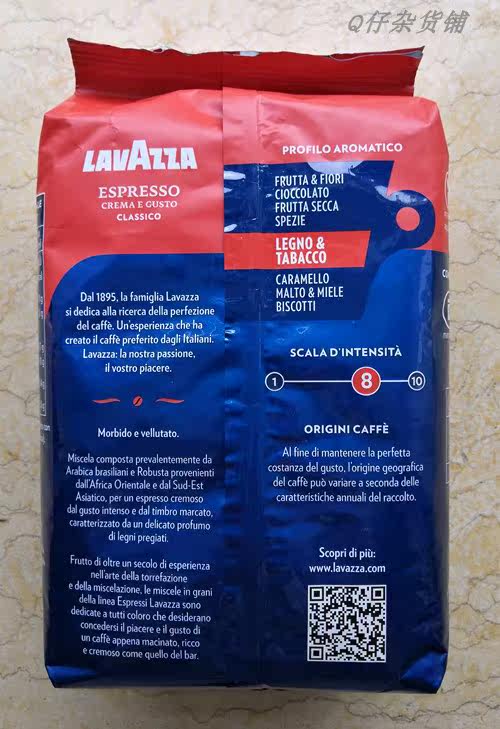 Q仔杂货铺
LAVAZZA
ESPRESSO
CREMA E GUSTO
CLASSICO
Dal 1895, la famiglia Lavazza
si dedica alla ricerca della perfezione
del caffè. Un'esperienza che ha
creato il caffè preferito dagli Italiani.
Lavazza: la nostra passione,
il vostro piacere.
Morbido e vellutato.
Miscela composta prevalentemente da
Arabica brasiliani e Robusta provenienti
dall'Africa Orientale e dal Sud-Est
Asiatico, per un espresso cremoso
dal gusto intenso e dal timbro marcato,
caratterizzato da un delicato profumo
di legni pregiati.
Frutto di oltre un secolo di esperienza
nell'arte della torrefazione
e della miscelazione, le miscele in grani
della linea Espressi Lavazza sono
dedicate a tutti coloro che desiderano
concedersi il piacere e il gusto di
un caffè appena macinato, ricco
e cremoso come quello del bar.
PROFILO AROMATICO
FRUTTA & FIORI
CIOCCOLATO
FRUTTA SECCA
SPEZIE
LEGNO &
TABACCO
CARAMELLO
MALTO & MIELE
BISCOTTI
SCALA D'INTENSITÀ
1 8 10
ORIGINI CAFFÈ
Al fine di mantenere la perfetta
costanza del gusto, l'origine geografica
del caffè può variare a seconda delle
caratteristiche annuali del raccolto.
Scopri di più:
www.lavazza.com